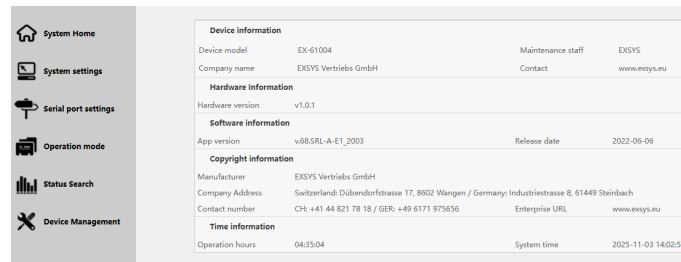 System Home
System settings
Serial port settings
Operation mode
Status Search
Device Management
Device information
Device model EX-61004 Maintenance staff EXSYS
Company name EXSYS Vertriebs GmbH Contact www.exsys.eu
Hardware Information
Hardware version v1.0.1
Software information
App version v.68.SRL-A-E1_2003 Release date 2022-06-06
Copyright information
Manufacturer EXSYS Vertriebs GmbH
Company Address Switzerland: Dübendorfstrasse 17, 8602 Wangen / Germany: Industriestrasse 8, 61449 Steinbach
Contact number CH: +41 44 821 78 18 / GER: +49 6171 975656 Enterprise URL www.exsys.eu
Time information
Operation hours 04:35:04 System time 2025-11-03 14:02:5